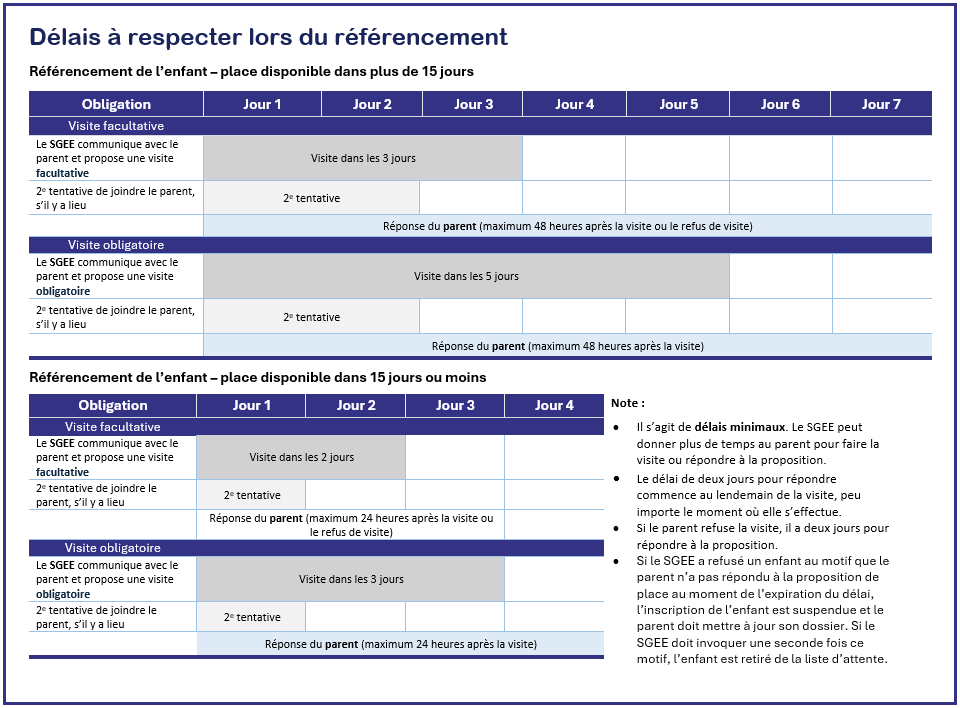 Délais à respecter lors du référencement
Référencement de l’enfant – place disponible dans plus de 15 jours
Obligation Jour 1 Jour 2 Jour 3 Jour 4 Jour 5 Jour 6 Jour 7
Visite facultative
Le SGEE communique avec le
parent et propose une visite
facultative
Visite dans les 3 jours
2e tentative de joindre le parent,
s’il y a lieu
2e tentative
Réponse du parent (maximum 48 heures après la visite ou le refus de visite)
Visite obligatoire
Le SGEE communique avec le
parent et propose une visite
obligatoire
Visite dans les 5 jours
2e tentative de joindre le parent,
s’il y a lieu
2e tentative
Réponse du parent (maximum 48 heures après la visite)
Référencement de l’enfant – place disponible dans 15 jours ou moins
Obligation Jour 1 Jour 2 Jour 3 Jour 4
Visite facultative
Le SGEE communique avec le
parent et propose une visite
facultative
Visite dans les 2 jours
2e tentative de joindre le
parent, s’il y a lieu
2e tentative
Réponse du parent (maximum 24 heures après la visite ou
le refus de visite)
Visite obligatoire
Le SGEE communique avec le
parent et propose une visite
obligatoire
Visite dans les 3 jours
2e tentative de joindre le
parent, s’il y a lieu
2e tentative
Réponse du parent (maximum 24 heures après la visite)
Note :
• Il s’agit de délais minimaux. Le SGEE peut
donner plus de temps au parent pour faire la
visite ou répondre à la proposition.
• Le délai de deux jours pour répondre
commence au lendemain de la visite, peu
importe le moment où elle s’effectue.
• Si le parent refuse la visite, il a deux jours pour
répondre à la proposition.
• Si le SGEE a refusé un enfant au motif que le
parent n’a pas répondu à la proposition de
place au moment de l’expiration du délai,
l’inscription de l’enfant est suspendue et le
parent doit mettre à jour son dossier. Si le
SGEE doit invoquer une seconde fois ce
motif, l’enfant est retiré de la liste d’attente.